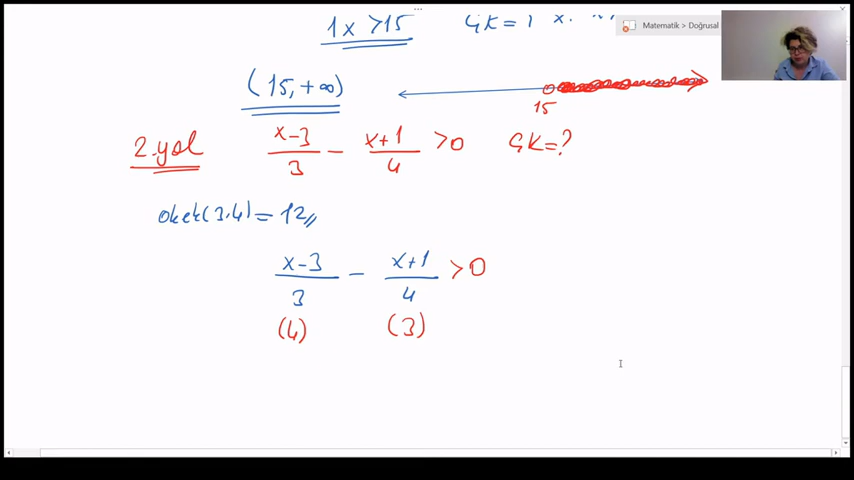 1x > 15 ÇK = ? x.
Matematik > Doğrusal
(15, +∞)
15
2.yol x-3/3 - x+1/4 > 0 ÇK=?
okek(3,4) = 12
x-3/3 - x+1/4 > 0
(4) (3)